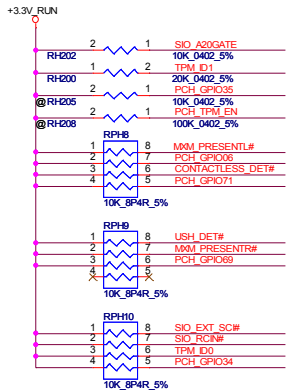 +3.3V_RUN
2 1 SIO_A20GATE
RH202 10K_0402_5%
1 2 TPM_ID1
RH200 20K_0402_5%
2 1 PCH_GPIO35
@RH205 10K_0402_5%
2 1 PCH_TPM_EN
@RH208 100K_0402_5%
RPH8
1 8 MXM_PRESENTL#
2 7 PCH_GPIO06
3 6 CONTACTLESS_DET#
4 5 PCH_GPIO71
10K_8P4R_5%
RPH9
1 8 USH_DET#
2 7 MXM_PRESENTR#
3 6 PCH_GPIO69
4 5
10K_8P4R_5%
RPH10
1 8 SIO_EXT_SCI#
2 7 SIO_RCIN#
3 6 TPM_ID0
4 5 PCH_GPIO34
10K_8P4R_5%